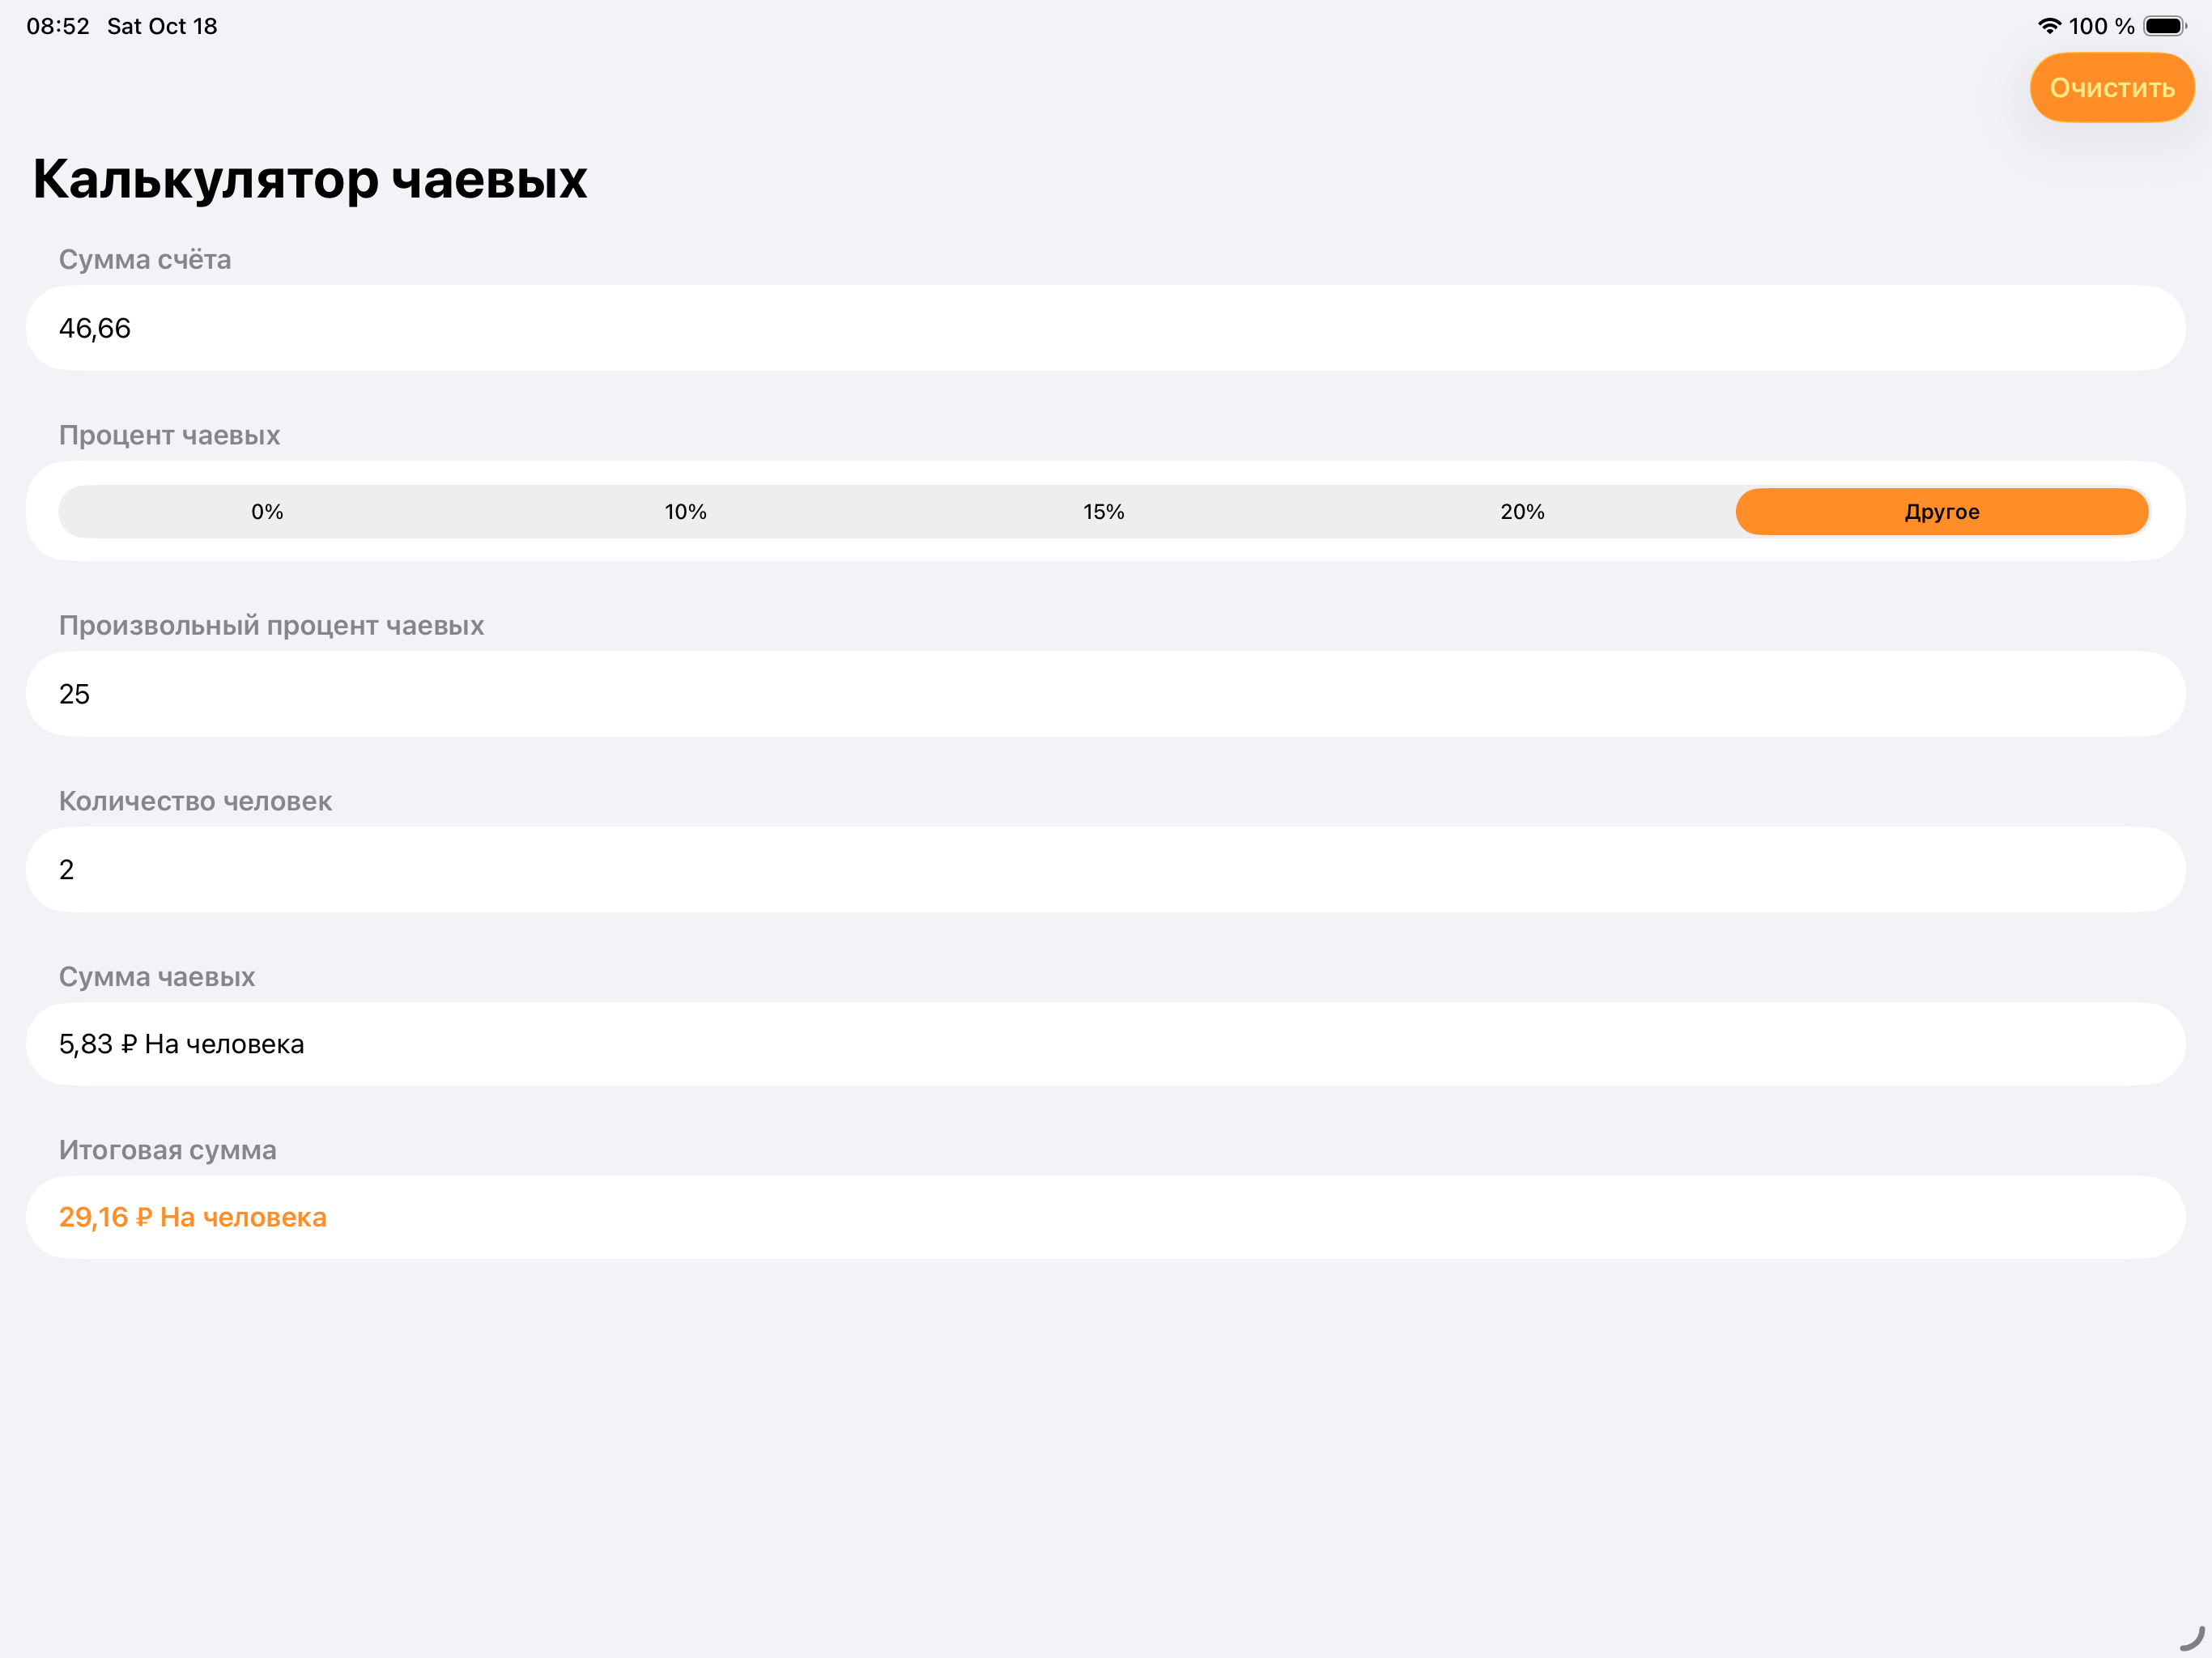 08:52 Sat Oct 18
100 %
Очистить
Калькулятор чаевых
Сумма счёта
46,66
Процент чаевых
0% 10% 15% 20% Другое
Произвольный процент чаевых
25
Количество человек
2
Сумма чаевых
5,83 ₽ На человека
Итоговая сумма
29,16 ₽ На человека